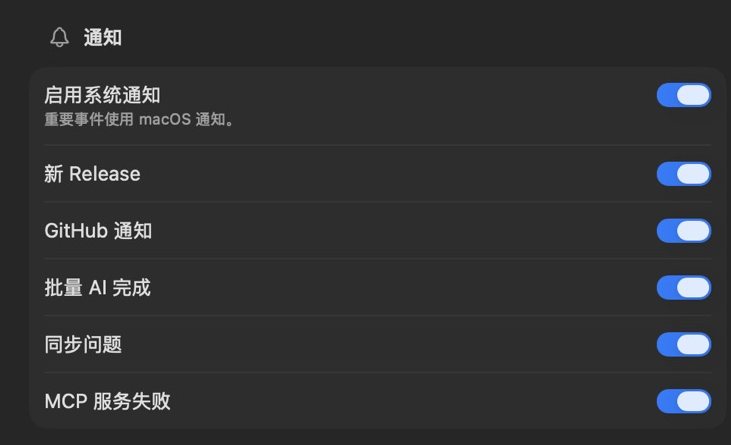 通知
启用系统通知
重要事件使用 macOS 通知。
新 Release
GitHub 通知
批量 AI 完成
同步问题
MCP 服务失败